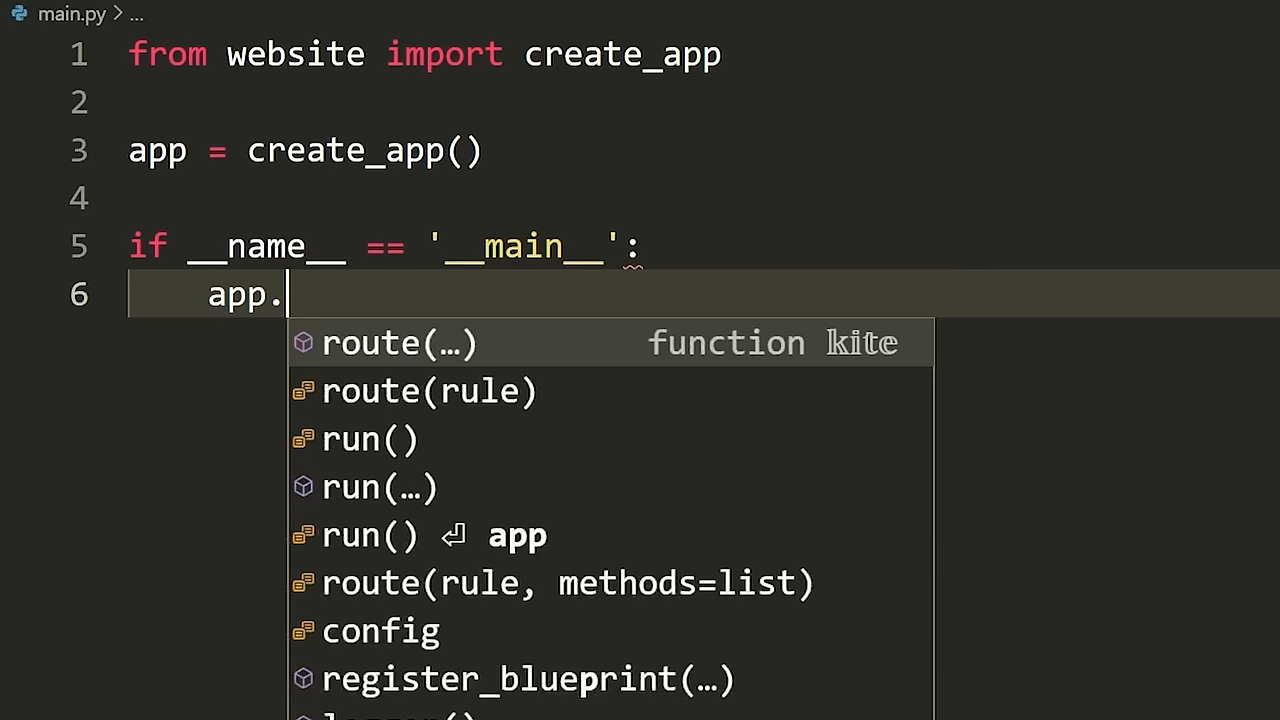 main.py > ...
1 from website import create_app
2
3 app = create_app()
4
5 if __name__ == '__main__':
6 app.
route(…) function kite
route(rule)
run()
run(…)
run() ⏎ app
route(rule, methods=list)
config
register_blueprint(…)